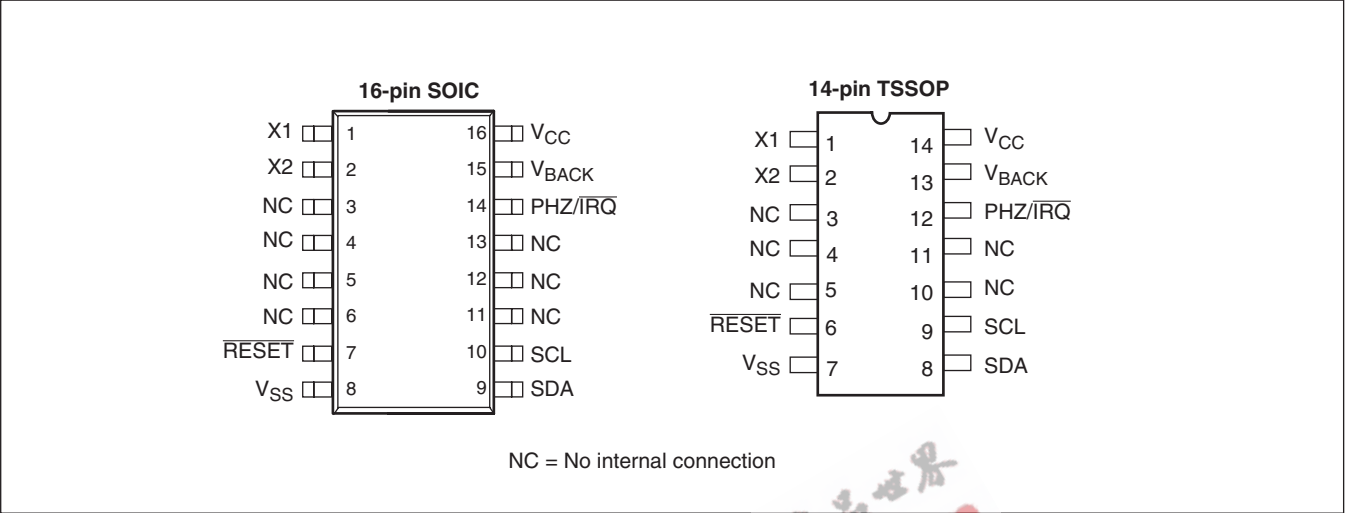 16-pin SOIC
X1 1 16 VCC
X2 2 15 VBACK
NC 3 14 PHZ/IRQ
NC 4 13 NC
NC 5 12 NC
NC 6 11 NC
RESET 7 10 SCL
VSS 8 9 SDA
14-pin TSSOP
X1 1 14 VCC
X2 2 13 VBACK
NC 3 12 PHZ/IRQ
NC 4 11 NC
NC 5 10 NC
RESET 6 9 SCL
VSS 7 8 SDA
NC = No internal connection
世界